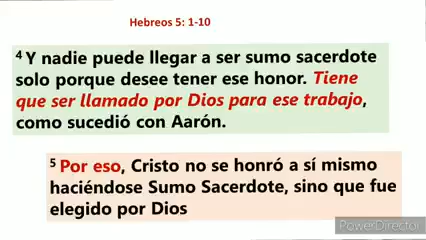 Hebreos 5: 1-10
4 Y nadie puede llegar a ser sumo sacerdote
solo porque desee tener ese honor. Tiene
que ser llamado por Dios para ese trabajo,
como sucedió con Aarón.
5 Por eso, Cristo no se honró a sí mismo
haciéndose Sumo Sacerdote, sino que fue
elegido por Dios
PowerDirector